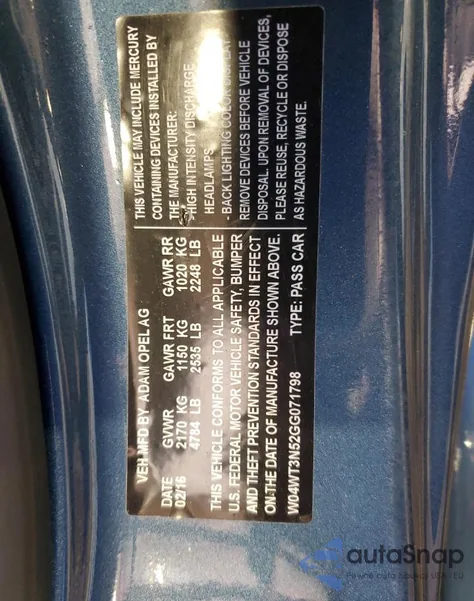 VEH MFD BY ADAM OPEL AG
DATE GVWR GAWR FRT GAWR RR
02/16 2170 KG 1150 KG 1020 KG
4784 LB 2535 LB 2248 LB
THIS VEHICLE CONFORMS TO ALL APPLICABLE
U.S. FEDERAL MOTOR VEHICLE SAFETY, BUMPER
AND THEFT PREVENTION STANDARDS IN EFFECT
ON THE DATE OF MANUFACTURE SHOWN ABOVE.
W04WT3N52GG071798 TYPE: PASS CAR
THIS VEHICLE MAY INCLUDE MERCURY
CONTAINING DEVICES INSTALLED BY
THE MANUFACTURER:
- HIGH INTENSITY DISCHARGE
HEADLAMPS
- BACK LIGHTING COLOR DISPLAY
REMOVE DEVICES BEFORE VEHICLE
DISPOSAL. UPON REMOVAL OF DEVICES,
PLEASE REUSE, RECYCLE OR DISPOSE
AS HAZARDOUS WASTE.
autaSnap